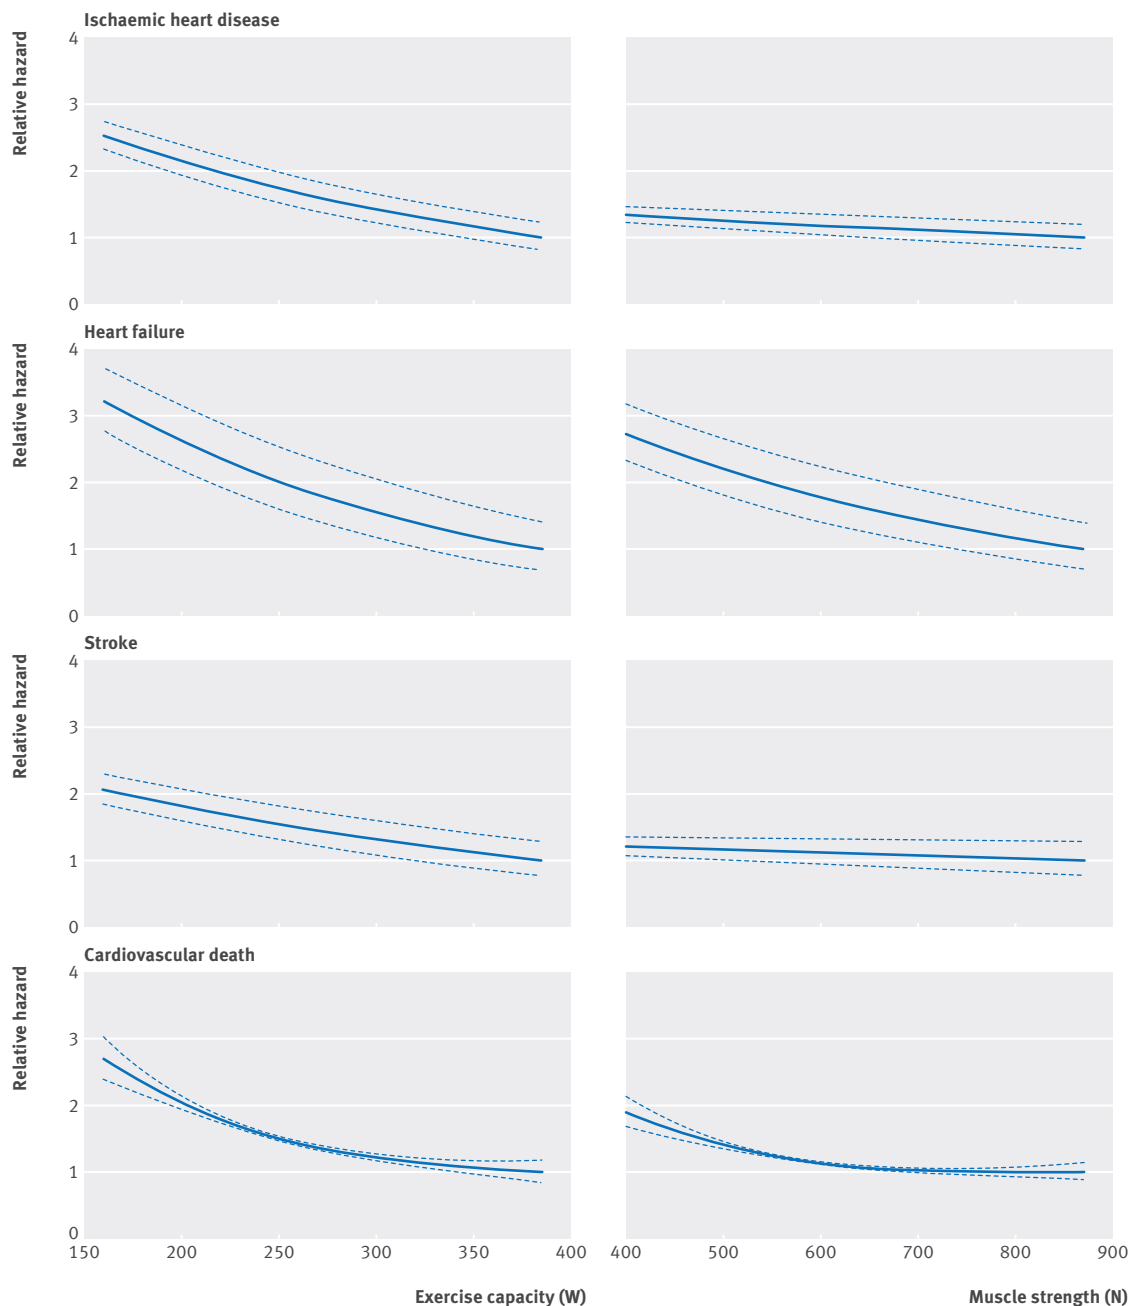 Ischaemic heart disease
Relative hazard
4
3
2
1
0
Heart failure
Relative hazard
4
3
2
1
0
Stroke
Relative hazard
4
3
2
1
0
Cardiovascular death
Relative hazard
4
3
2
1
0
150 200 250 300 350 400 400 500 600 700 800 900
Exercise capacity (W) Muscle strength (N)